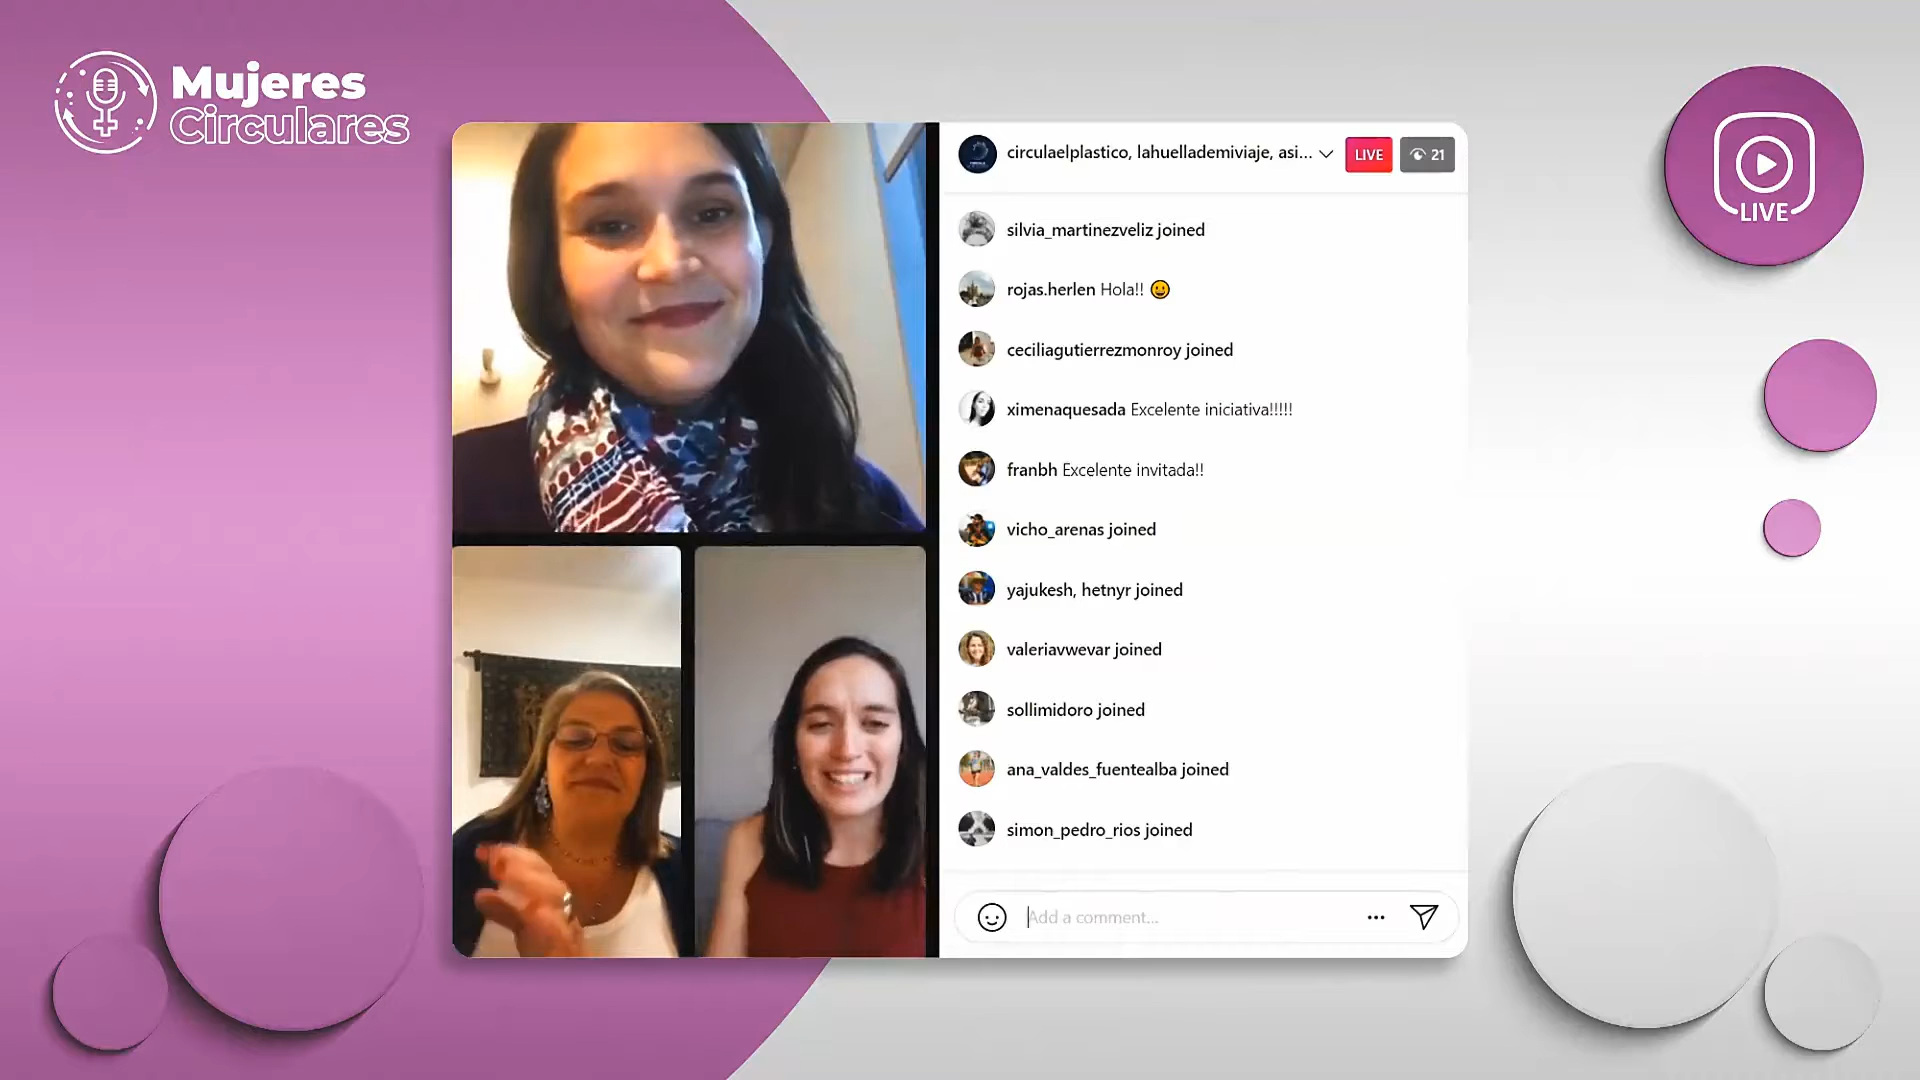 Mujeres
Circulares
circulaelplastico, lahuellademiviaje, asi...
LIVE
21
silvia_martinezveliz joined
rojas.herlen Hola!! 😀
ceciliagutierrezmonroy joined
ximenaquesada Excelente iniciativa!!!!!
franbh Excelente invitada!!
vicho_arenas joined
yajukesh, hetnyr joined
valeriavwevar joined
sollimidoro joined
ana_valdes_fuentealba joined
simon_pedro_rios joined
Add a comment...
LIVE